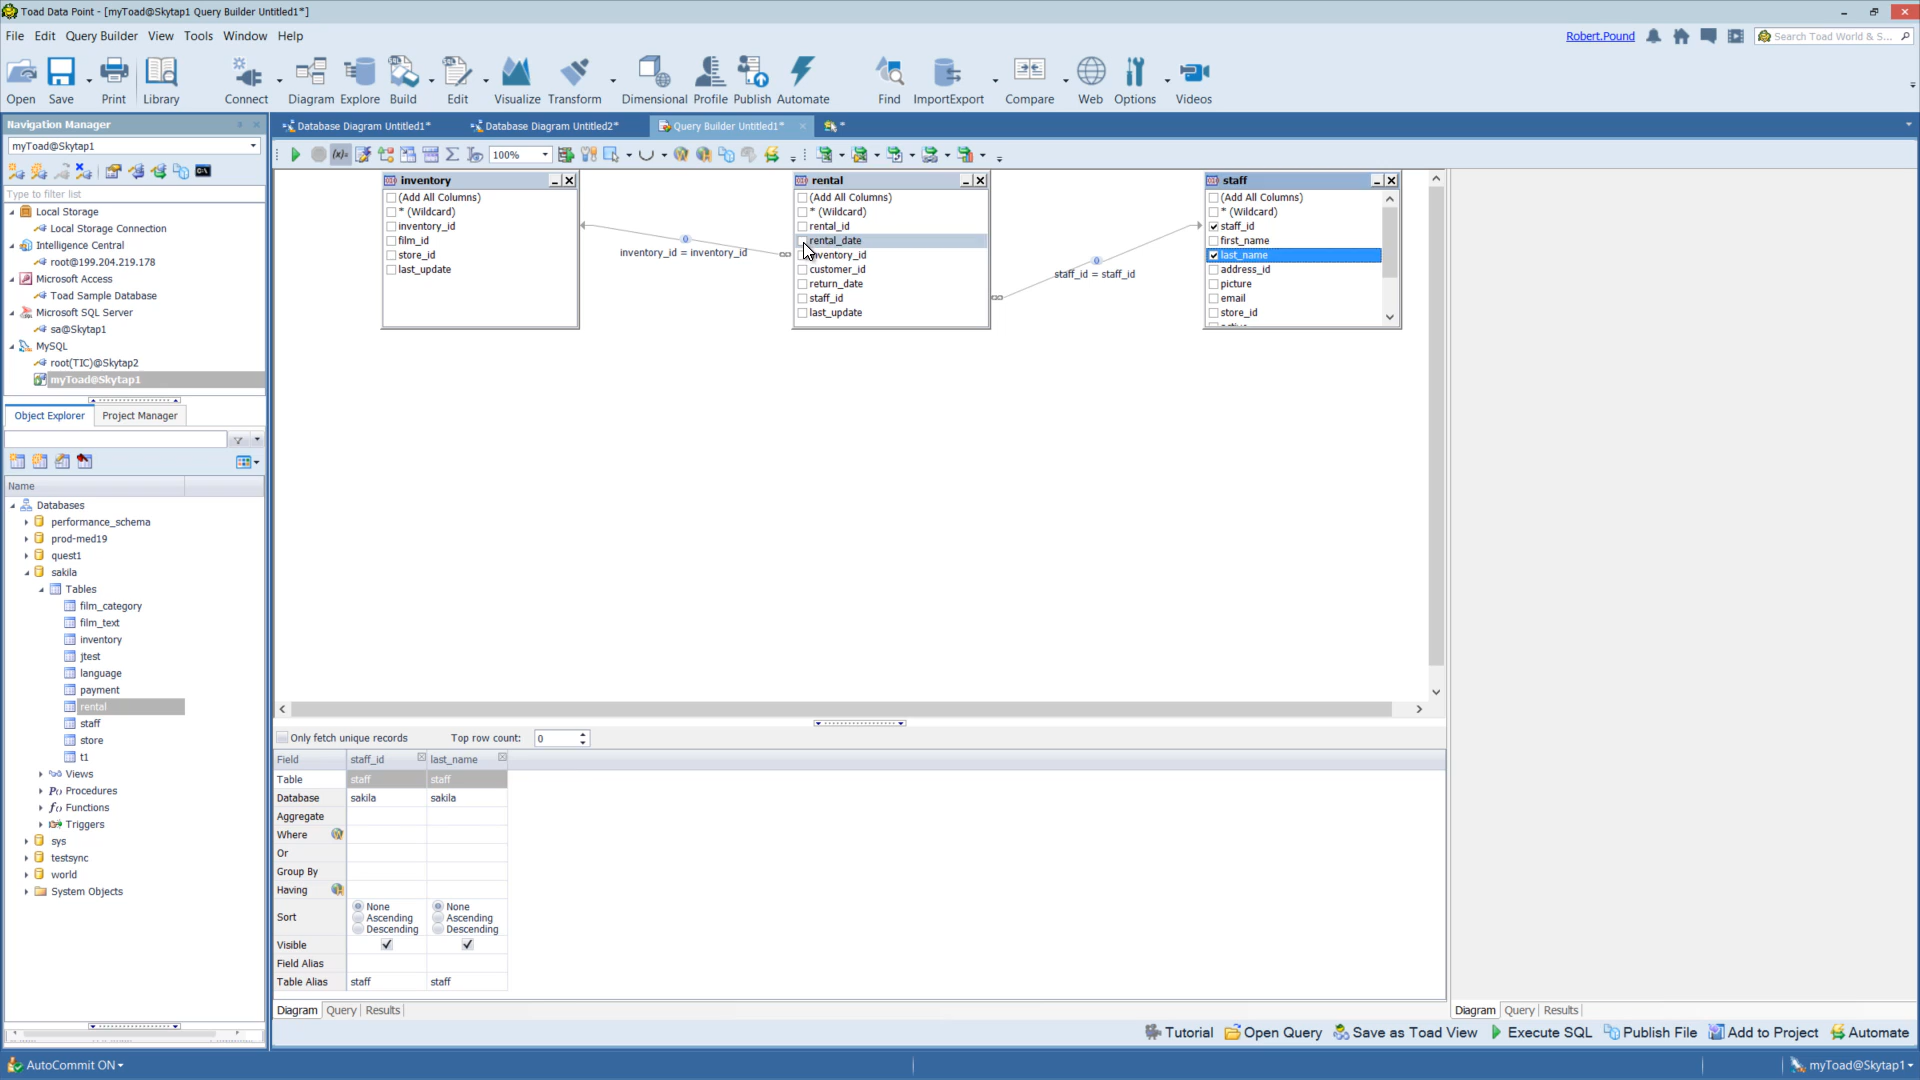 Toad Data Point - [myToad@Skytap1 Query Builder Untitled1*]
File Edit Query Builder View Tools Window Help
Robert.Pound
Search Toad World & S...
Open Save Print Library Connect Diagram Explore Build Edit Visualize Transform Dimensional Profile Publish Automate Find ImportExport Compare Web Options Videos
Navigation Manager
Database Diagram Untitled1* Database Diagram Untitled2* Query Builder Untitled1* *
myToad@Skytap1
100%
Type to filter list
Local Storage
Local Storage Connection
Intelligence Central
root@199.204.219.178
Microsoft Access
Toad Sample Database
Microsoft SQL Server
sa@Skytap1
MySQL
root(TIC)@Skytap2
myToad@Skytap1
Object Explorer Project Manager
Name
Databases
performance_schema
prod-med19
quest1
sakila
Tables
film_category
film_text
inventory
jtest
language
payment
rental
staff
store
t1
Views
Procedures
Functions
Triggers
sys
testsync
world
System Objects
inventory
(Add All Columns)
* (Wildcard)
inventory_id
film_id
store_id
last_update
inventory_id = inventory_id
rental
(Add All Columns)
* (Wildcard)
rental_id
rental_date
inventory_id
customer_id
return_date
staff_id
last_update
staff_id = staff_id
staff
(Add All Columns)
* (Wildcard)
staff_id
first_name
last_name
address_id
picture
email
store_id
Only fetch unique records Top row count: 0
Field staff_id last_name
Table staff staff
Database sakila sakila
Aggregate
Where
Or
Group By
Having
Sort
None None
Ascending Ascending
Descending Descending
Visible
Field Alias
Table Alias staff staff
Diagram Query Results
Diagram Query Results
Tutorial Open Query Save as Toad View Execute SQL Publish File Add to Project Automate
AutoCommit ON
myToad@Skytap1